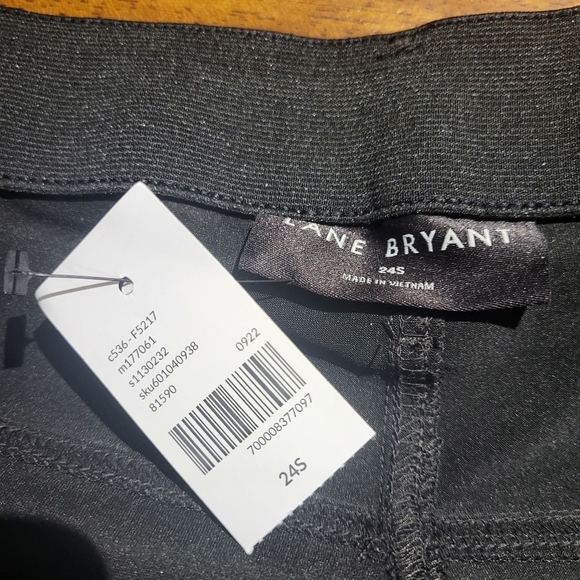 LANE BRYANT
24S
MADE IN VIETNAM
c536 - F5217
m177061
s1130232
sku601040938
81590
0922
700008377097
24S